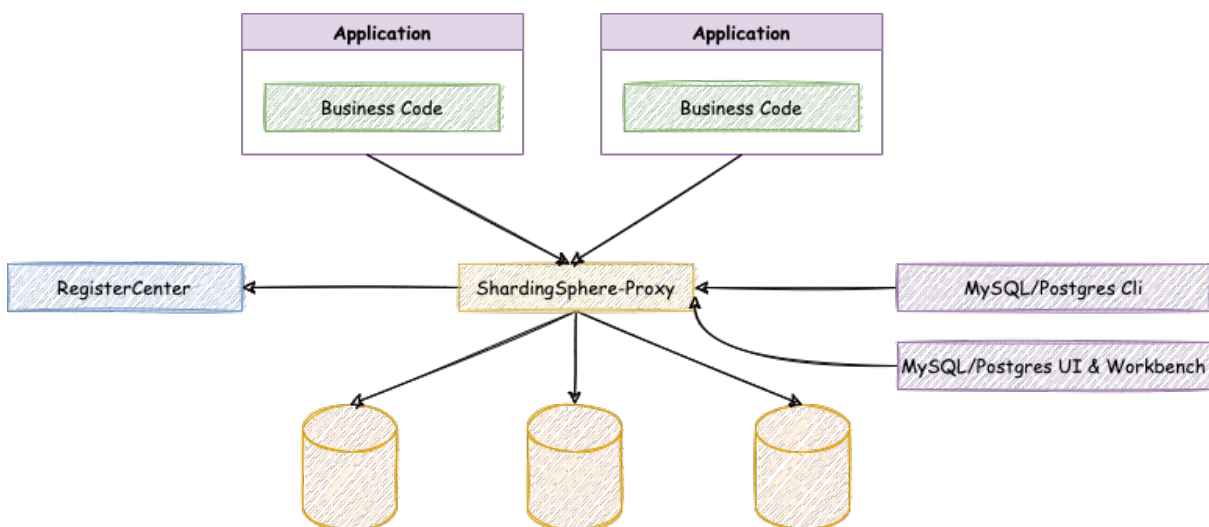 Application
Application
Business Code
Business Code
RegisterCenter
ShardingSphere-Proxy
MySQL/Postgres Cli
MySQL/Postgres UI & Workbench